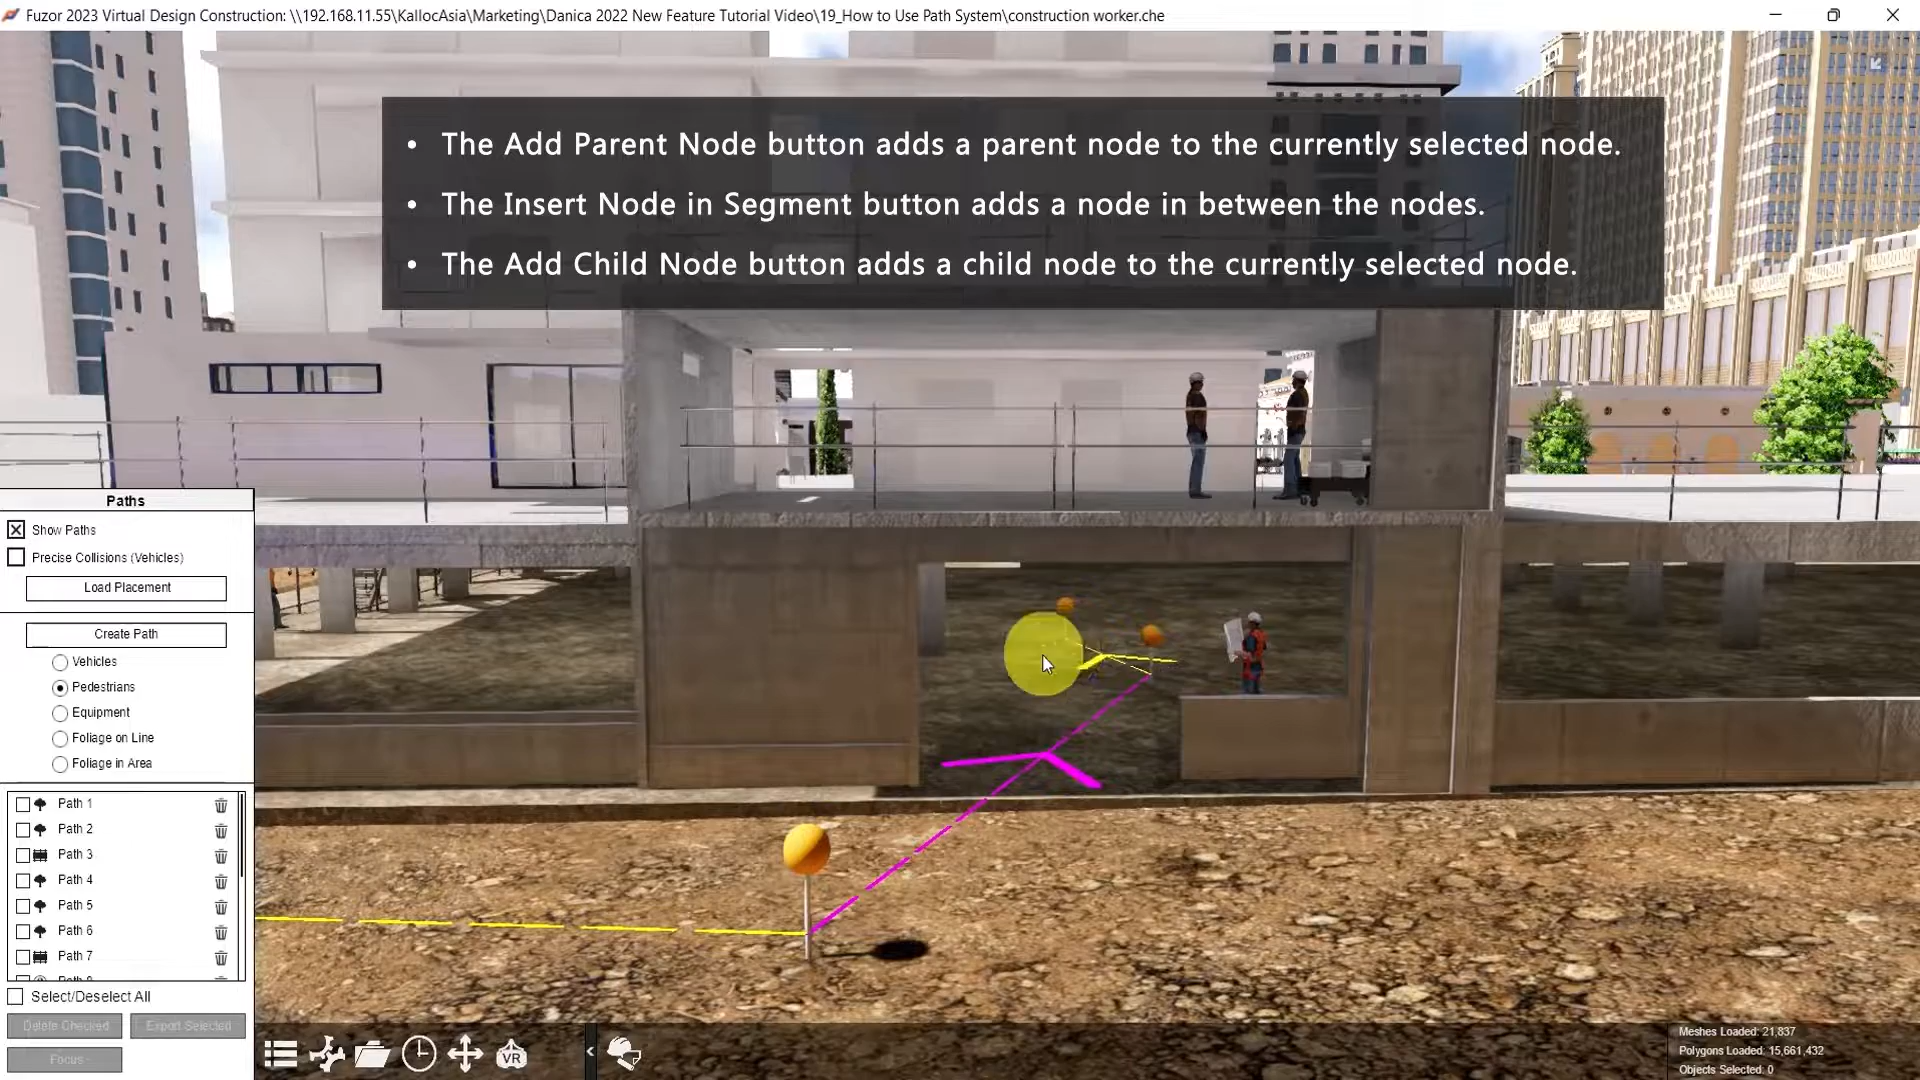 Fuzor 2023 Virtual Design Construction: \\192.168.11.55\KallocAsia\Marketing\Danica 2022 New Feature Tutorial Video\19_How to Use Path System\construction worker.che
• The Add Parent Node button adds a parent node to the currently selected node.
• The Insert Node in Segment button adds a node in between the nodes.
• The Add Child Node button adds a child node to the currently selected node.
Paths
Show Paths
Precise Collisions (Vehicles)
Load Placement
Create Path
Vehicles
Pedestrians
Equipment
Foliage on Line
Foliage in Area
Path 1
Path 2
Path 3
Path 4
Path 5
Path 6
Path 7
Select/Deselect All
Delete Checked
Export Selected
Focus
VR
Meshes Loaded: 21,837
Polygons Loaded: 15,661,432
Objects Selected: 0